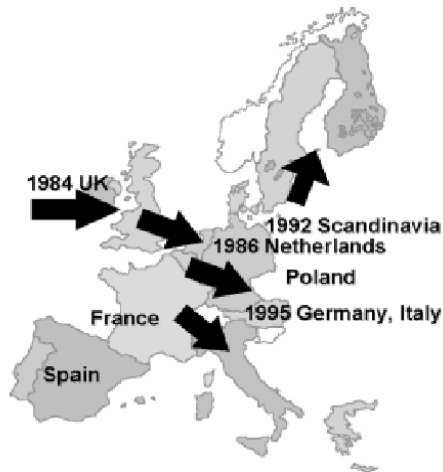 1984 UK
1992 Scandinavia
1986 Netherlands
Poland
1995 Germany, Italy
France
Spain